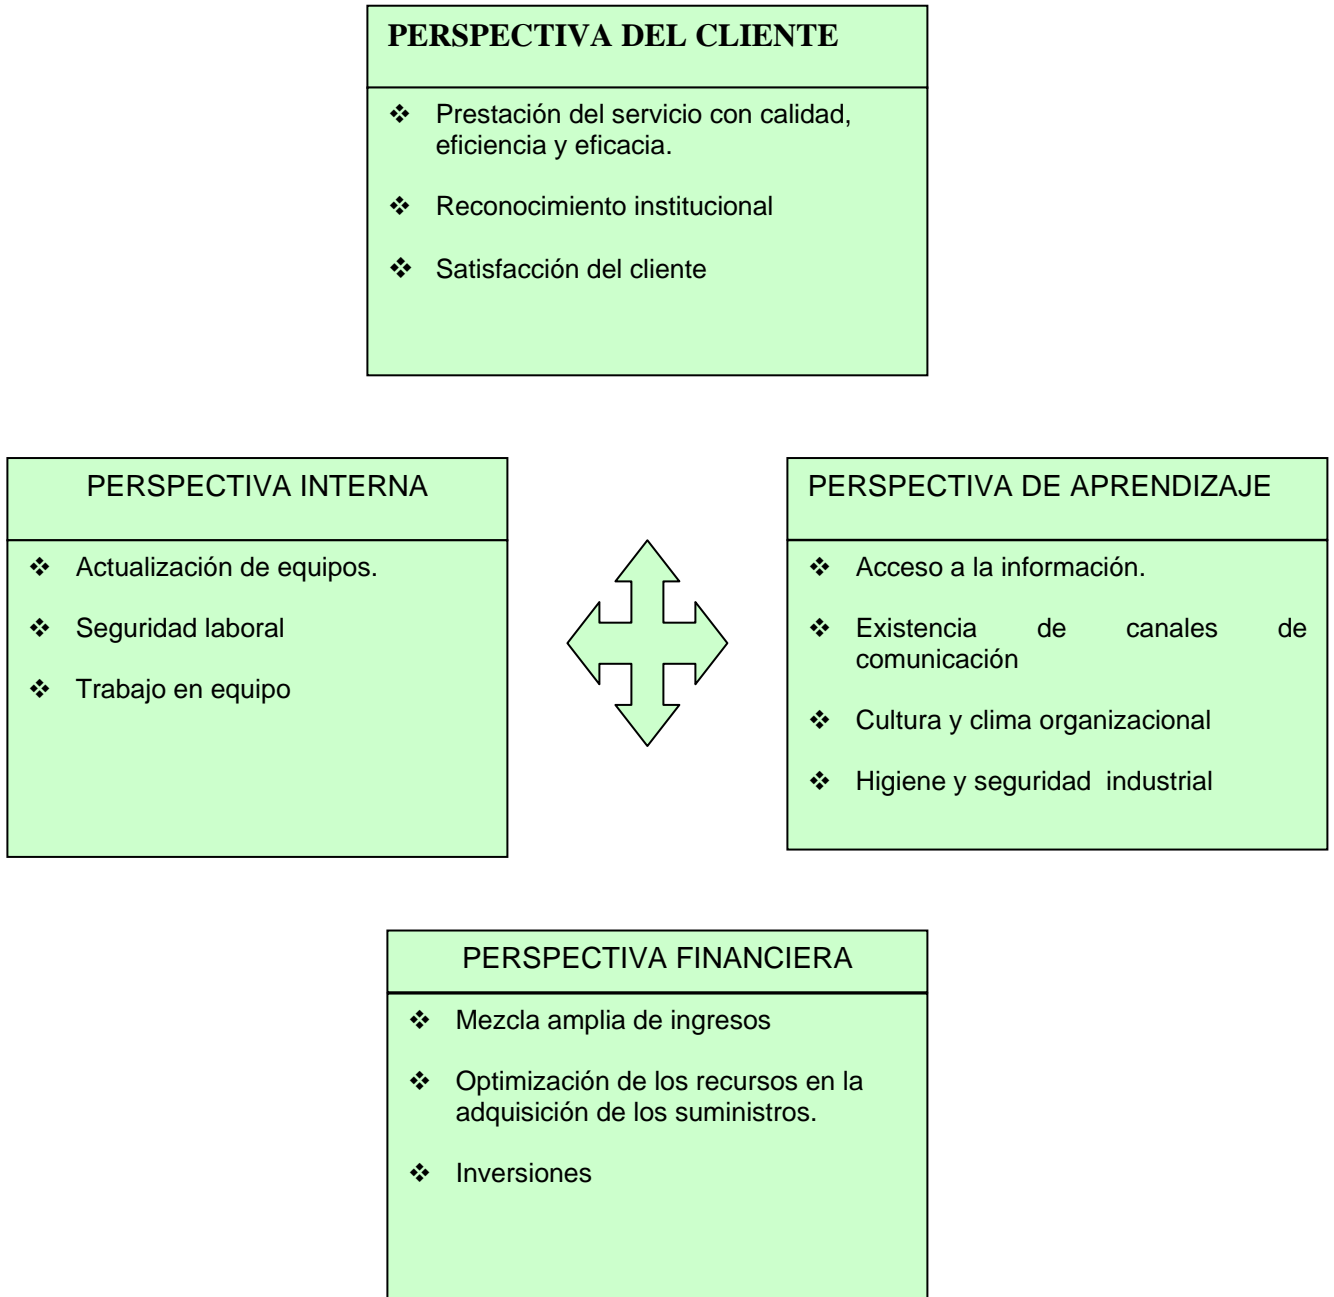 PERSPECTIVA DEL CLIENTE
❖ Prestación del servicio con calidad,
eficiencia y eficacia.
❖ Reconocimiento institucional
❖ Satisfacción del cliente
PERSPECTIVA INTERNA
❖ Actualización de equipos.
❖ Seguridad laboral
❖ Trabajo en equipo
PERSPECTIVA DE APRENDIZAJE
❖ Acceso a la información.
❖ Existencia de canales de
comunicación
❖ Cultura y clima organizacional
❖ Higiene y seguridad industrial
PERSPECTIVA FINANCIERA
❖ Mezcla amplia de ingresos
❖ Optimización de los recursos en la
adquisición de los suministros.
❖ Inversiones